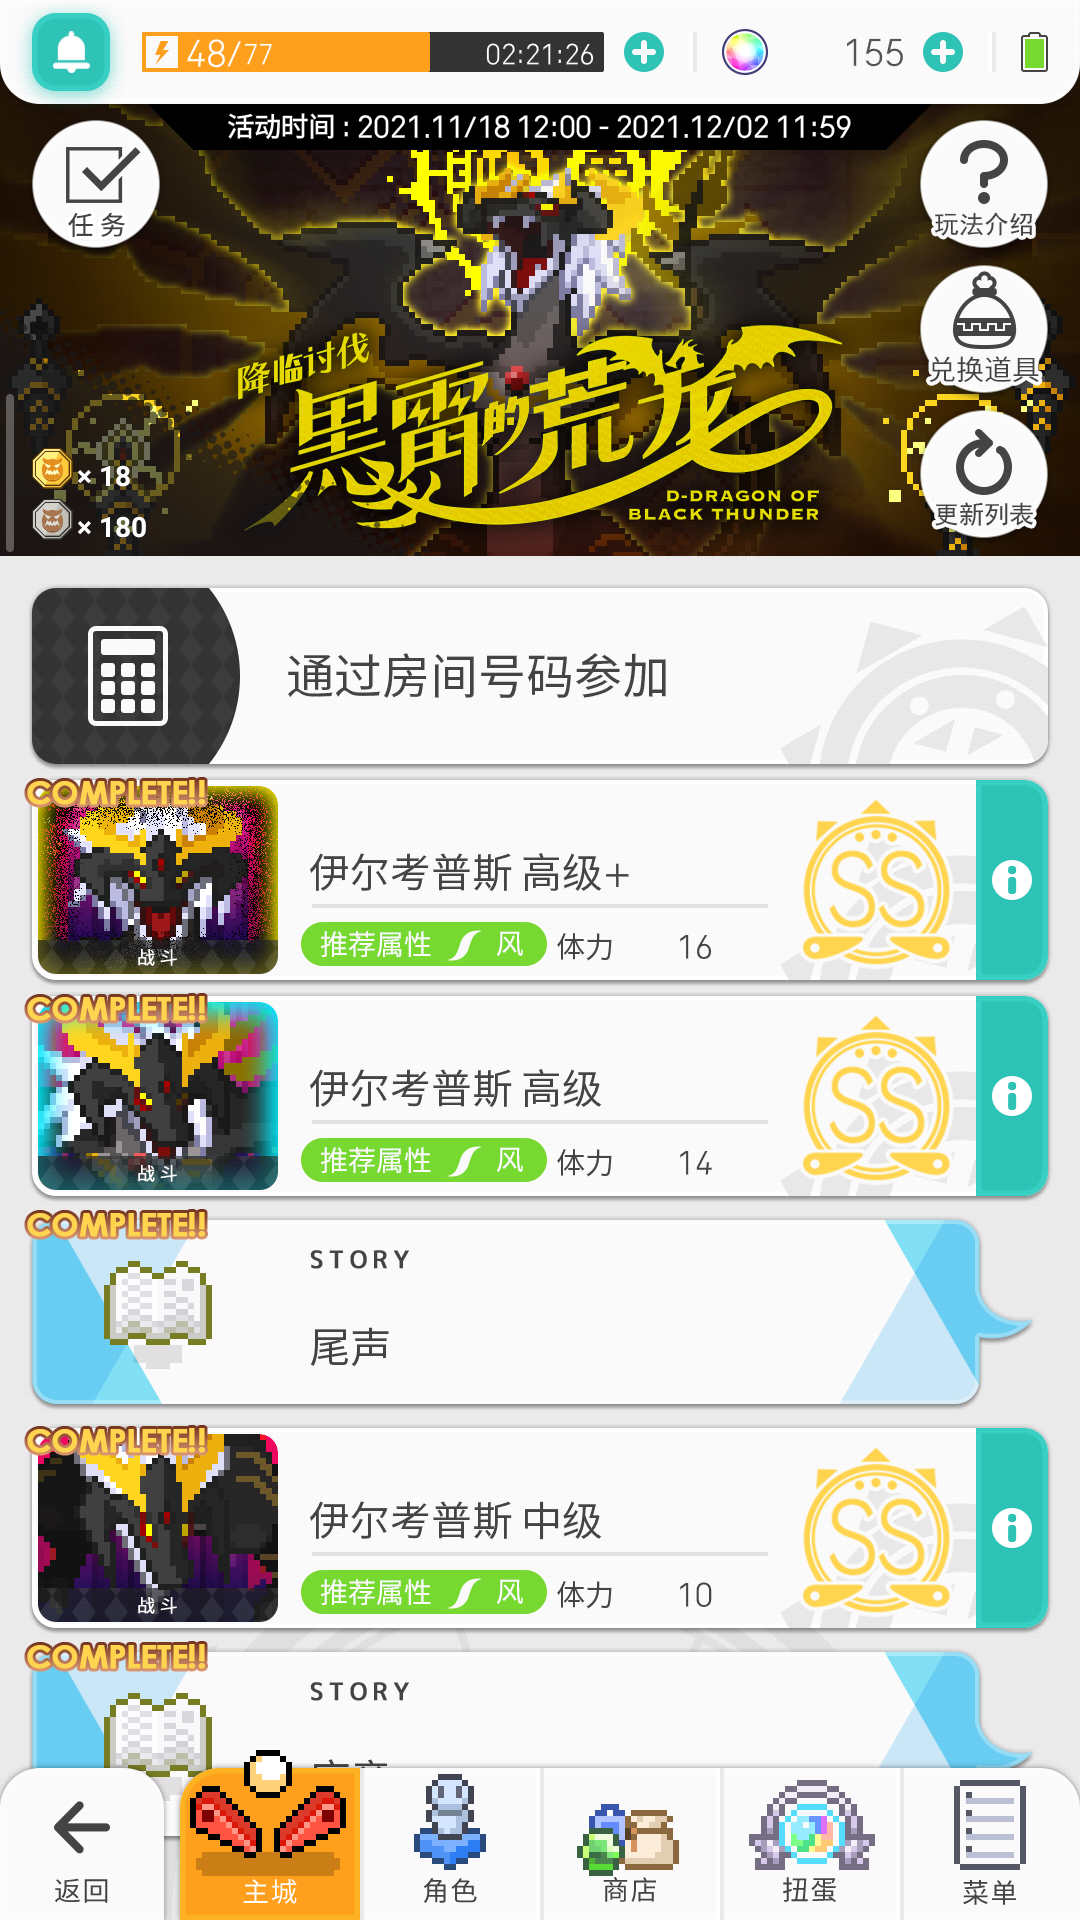 48/77
02:21:26
155
活动时间 : 2021.11/18 12:00 - 2021.12/02 11:59
任务
玩法介绍
兑换道具
更新列表
降临讨伐
黑雷的荒龙
D-DRAGON OF
BLACK THUNDER
× 18
× 180
通过房间号码参加
COMPLETE!!
伊尔考普斯 高级+
推荐属性 风 体力 16
战斗
SS
COMPLETE!!
伊尔考普斯 高级
推荐属性 风 体力 14
战斗
SS
COMPLETE!!
STORY
尾声
COMPLETE!!
伊尔考普斯 中级
推荐属性 风 体力 10
战斗
SS
COMPLETE!!
STORY
返回
主城
角色
商店
扭蛋
菜单